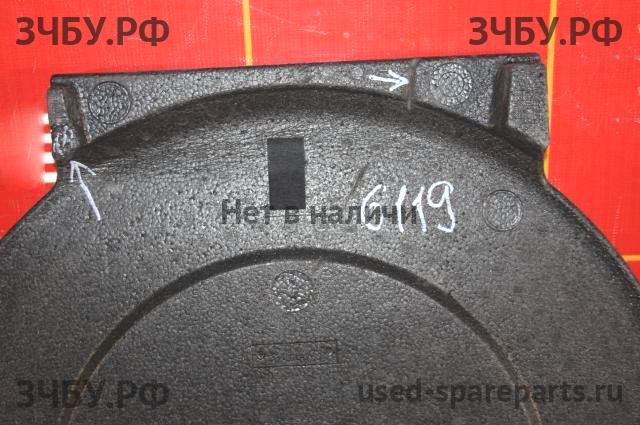 ЗЧБУ.РФ ЗЧБУ.РФ
Нет в наличии
6119
ЗЧБУ.РФ used-spareparts.ru